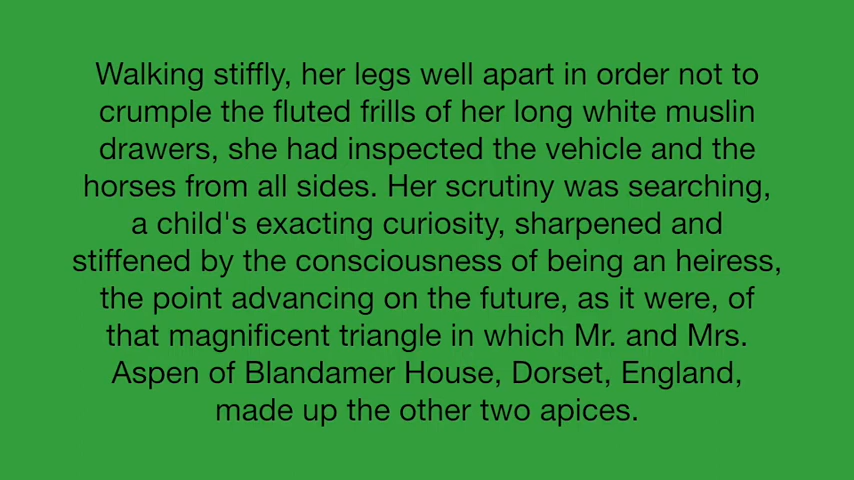 Walking stiffly, her legs well apart in order not to
crumple the fluted frills of her long white muslin
drawers, she had inspected the vehicle and the
horses from all sides. Her scrutiny was searching,
a child's exacting curiosity, sharpened and
stiffened by the consciousness of being an heiress,
the point advancing on the future, as it were, of
that magnificent triangle in which Mr. and Mrs.
Aspen of Blandamer House, Dorset, England,
made up the other two apices.